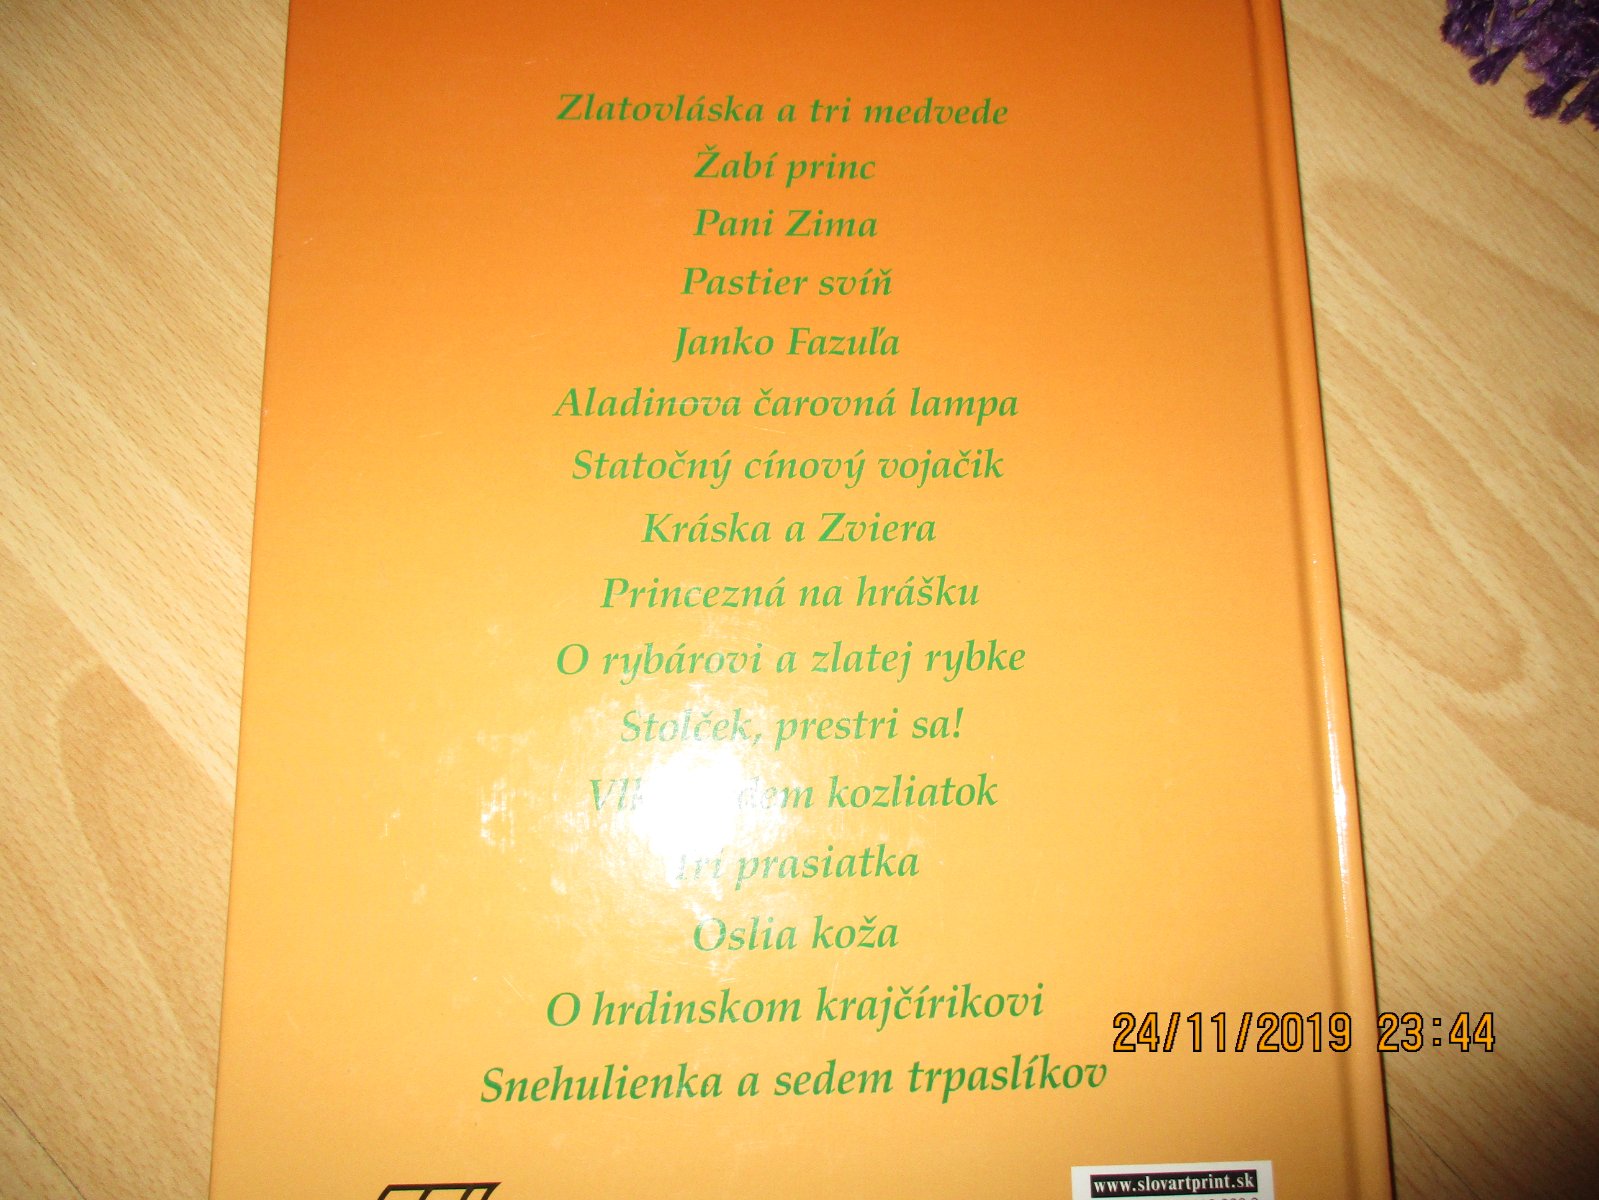 Zlatovláska a tri medvede
Žabí princ
Pani Zima
Pastier svíň
Janko Fazuľa
Aladinova čarovná lampa
Statočný cínový vojačik
Kráska a Zviera
Princezná na hrášku
O rybárovi a zlatej rybke
Stolček, prestri sa!
kozliatok
Tri prasiatka
Oslia koža
O hrdinskom krajčírikovi
24/11/2019 23:44
Snehulienka a sedem trpaslíkov
www.slovartprint.sk